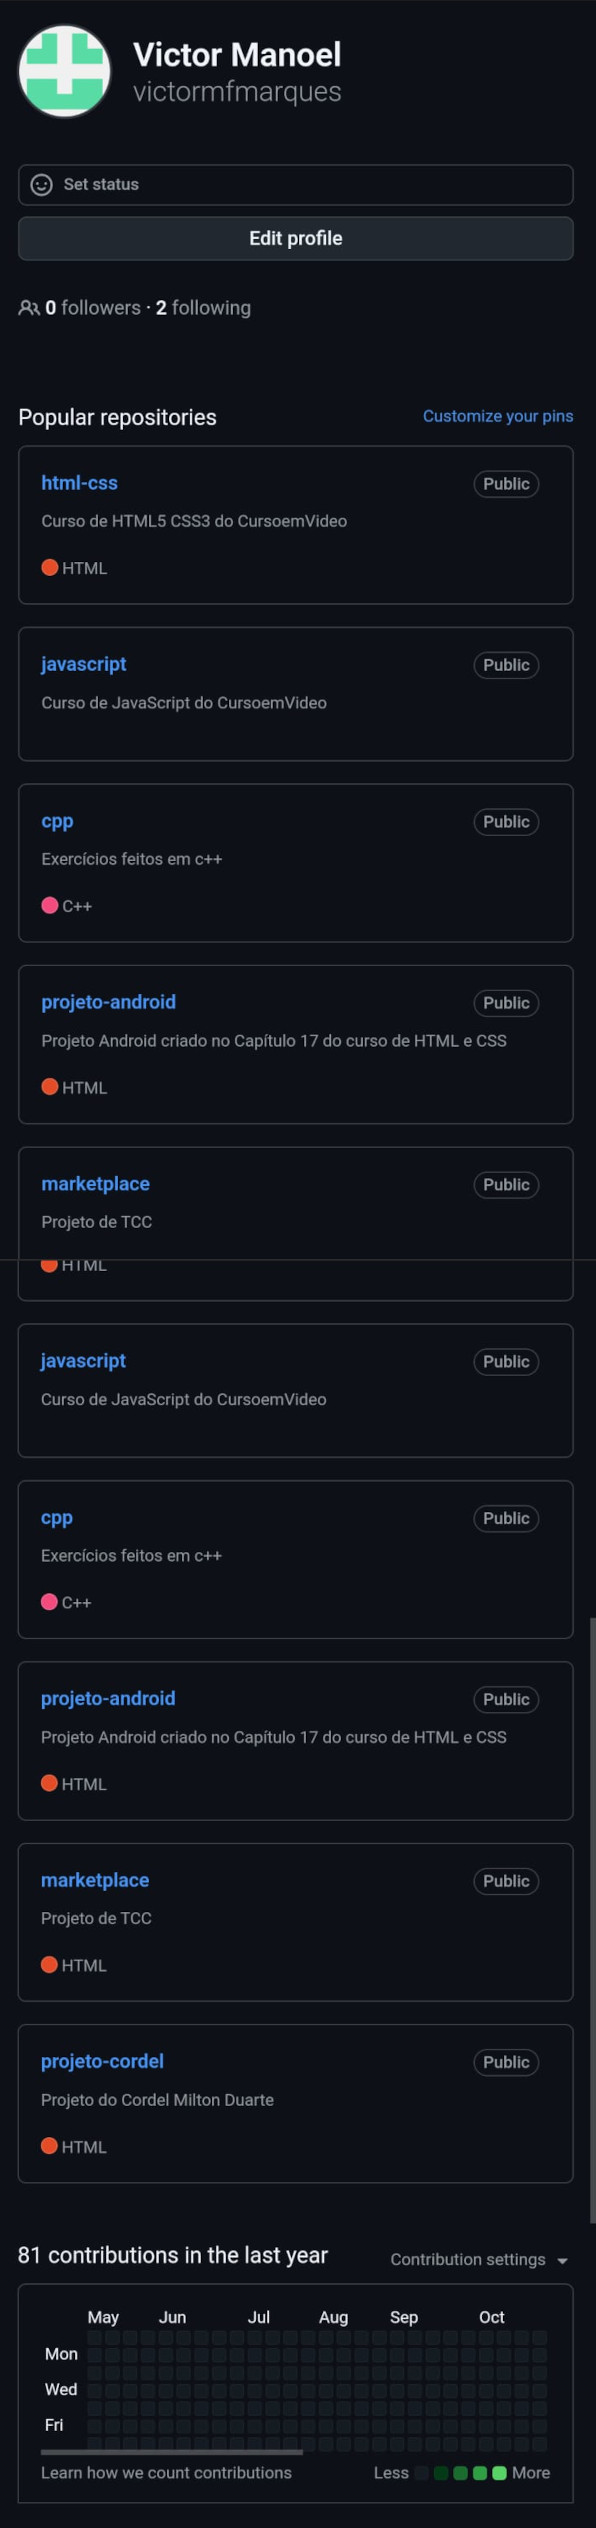 Victor Manoel
victormfmarques
Set status
Edit profile
0 followers · 2 following
Popular repositories
Customize your pins
html-css
Public
Curso de HTML5 CSS3 do CursoemVideo
HTML
javascript
Public
Curso de JavaScript do CursoemVideo
cpp
Public
Exercícios feitos em c++
C++
projeto-android
Public
Projeto Android criado no Capítulo 17 do curso de HTML e CSS
HTML
marketplace
Public
Projeto de TCC
HTML
javascript
Public
Curso de JavaScript do CursoemVideo
cpp
Public
Exercícios feitos em c++
C++
projeto-android
Public
Projeto Android criado no Capítulo 17 do curso de HTML e CSS
HTML
marketplace
Public
Projeto de TCC
HTML
projeto-cordel
Public
Projeto do Cordel Milton Duarte
HTML
81 contributions in the last year
Contribution settings
May Jun Jul Aug Sep Oct
Mon
Wed
Fri
Learn how we count contributions
Less
More